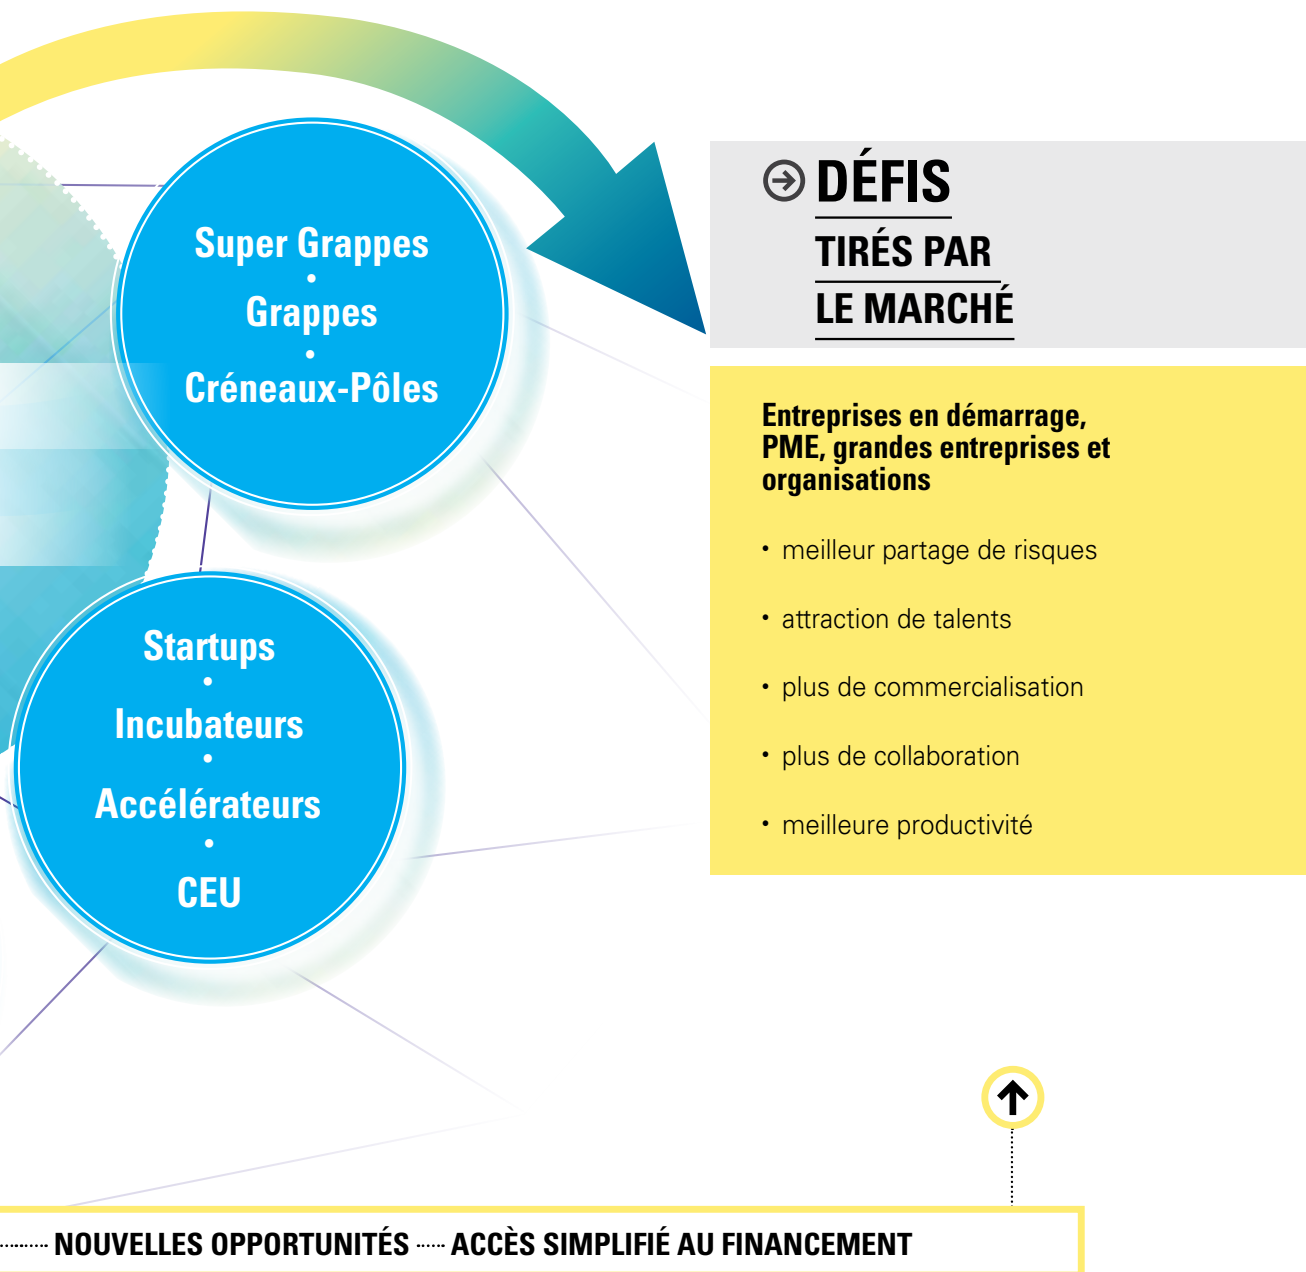 Super Grappes
•
Grappes
•
Créneaux-Pôles
Startups
•
Incubateurs
•
Accélérateurs
•
CEU
DÉFIS
TIRÉS PAR
LE MARCHÉ
Entreprises en démarrage,
PME, grandes entreprises et
organisations
• meilleur partage de risques
• attraction de talents
• plus de commercialisation
• plus de collaboration
• meilleure productivité
NOUVELLES OPPORTUNITÉS ACCÈS SIMPLIFIÉ AU FINANCEMENT